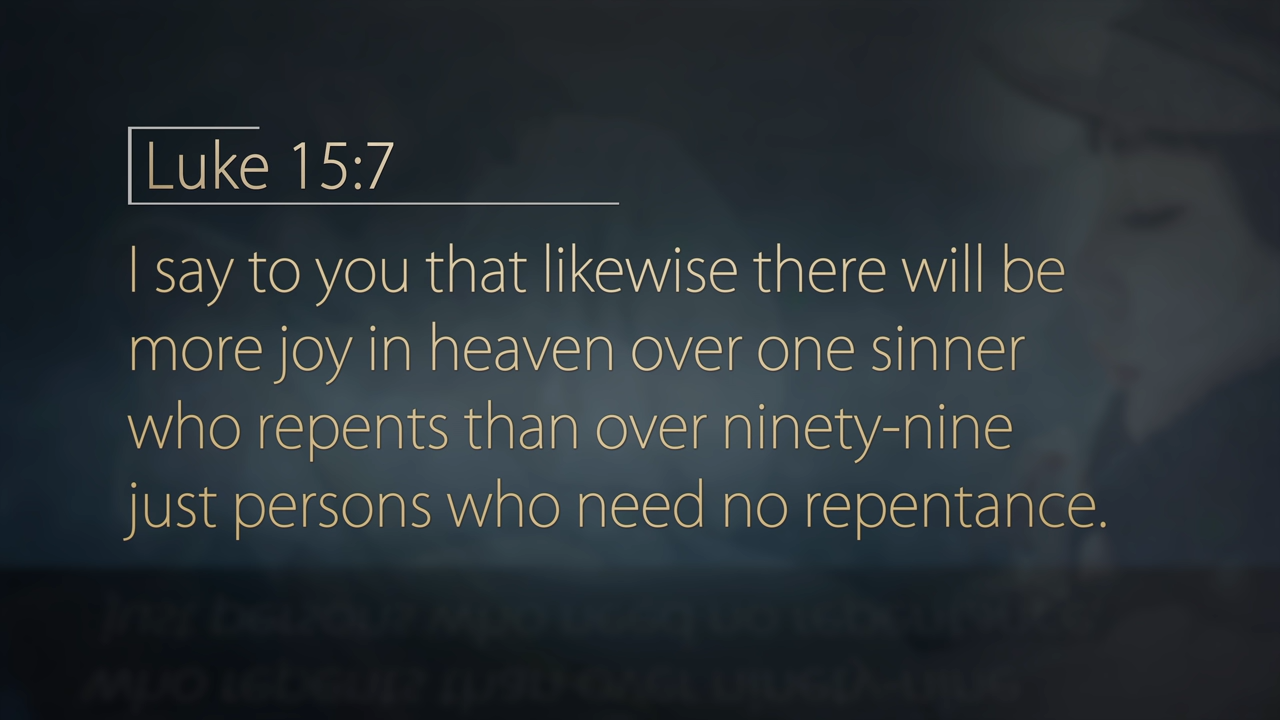 Luke 15:7
I say to you that likewise there will be
more joy in heaven over one sinner
who repents than over ninety-nine
just persons who need no repentance.